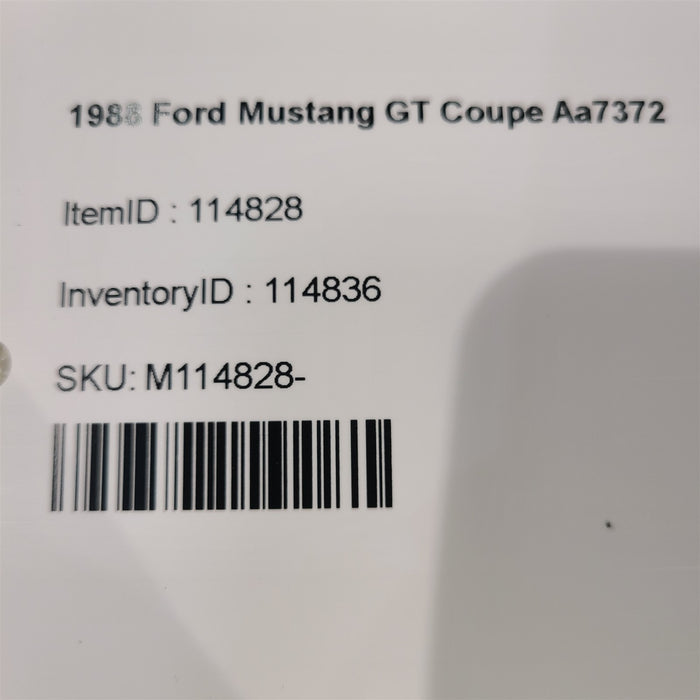 Ford Mustang GT Coupe Aa7372
ItemID : 114828
InventoryID : 114836
SKU: M114828-